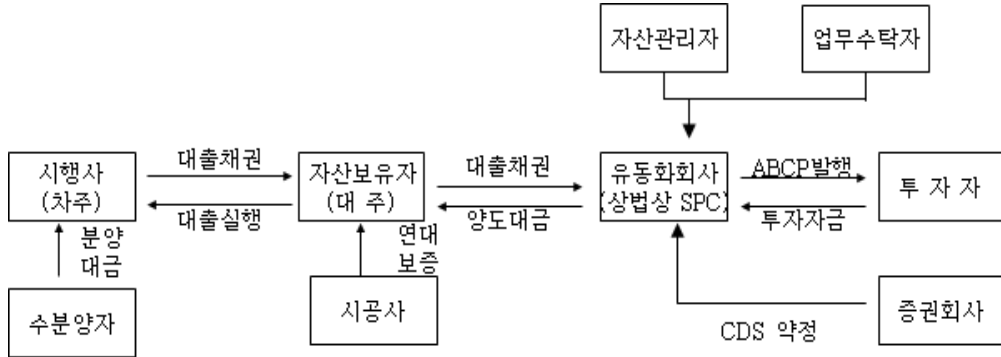 자산관리자
업무수탁자
시행사
(차주)
대출채권
대출실행
자산보유자
(대 주)
대출채권
양도대금
유동화회사
(상법상 SPC)
ABCP발행
투자자금
투 자 자
분양
대금
연대
보증
수분양자
시공사
CDS 약정
증권회사